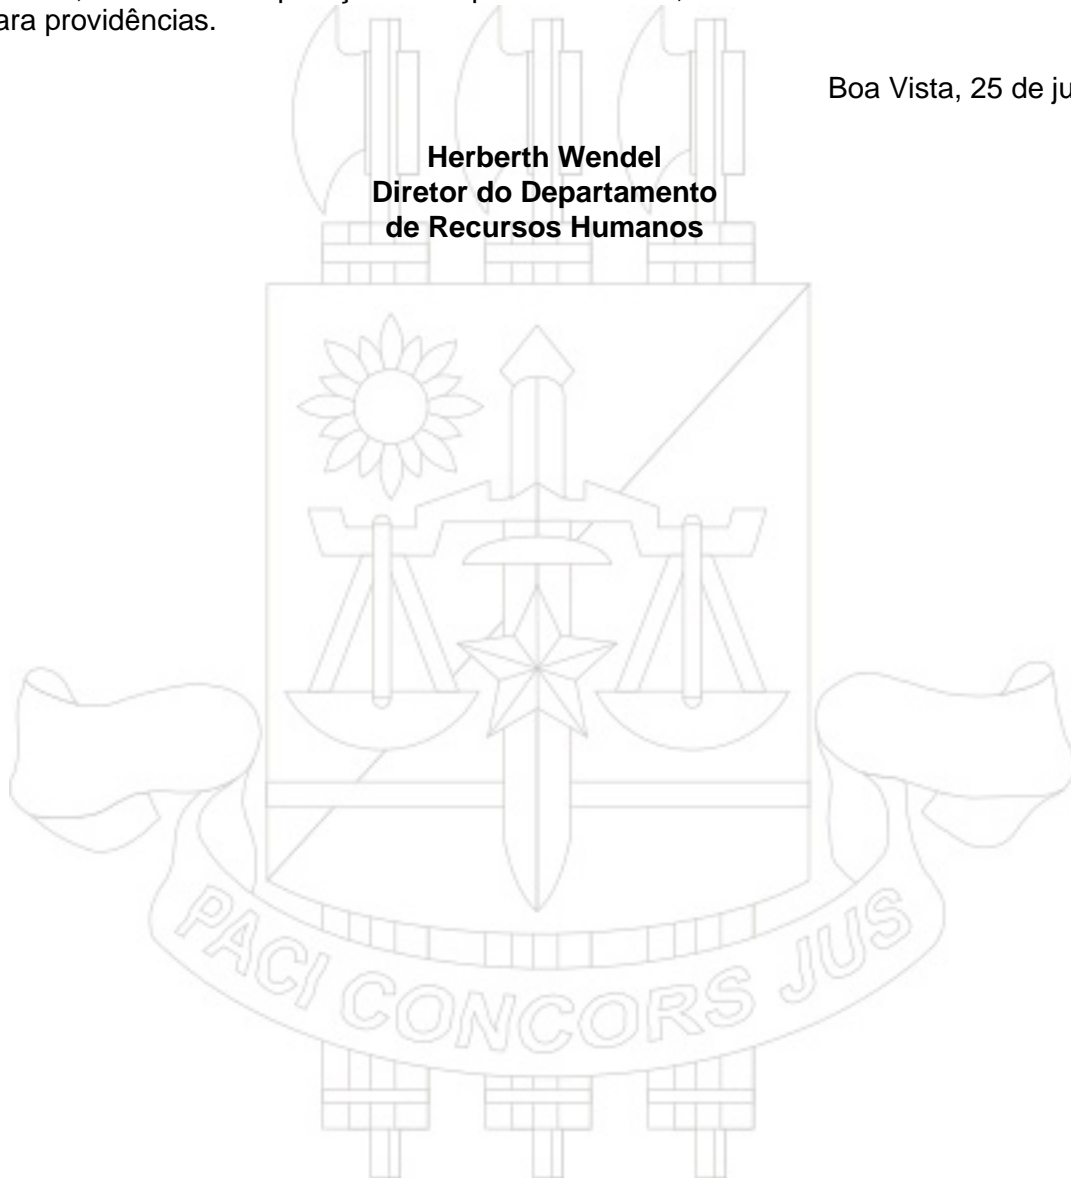 ara providências.
Boa Vista, 25 de ju
Herberth Wendel
Diretor do Departamento
de Recursos Humanos
PACI CONCORS JUS